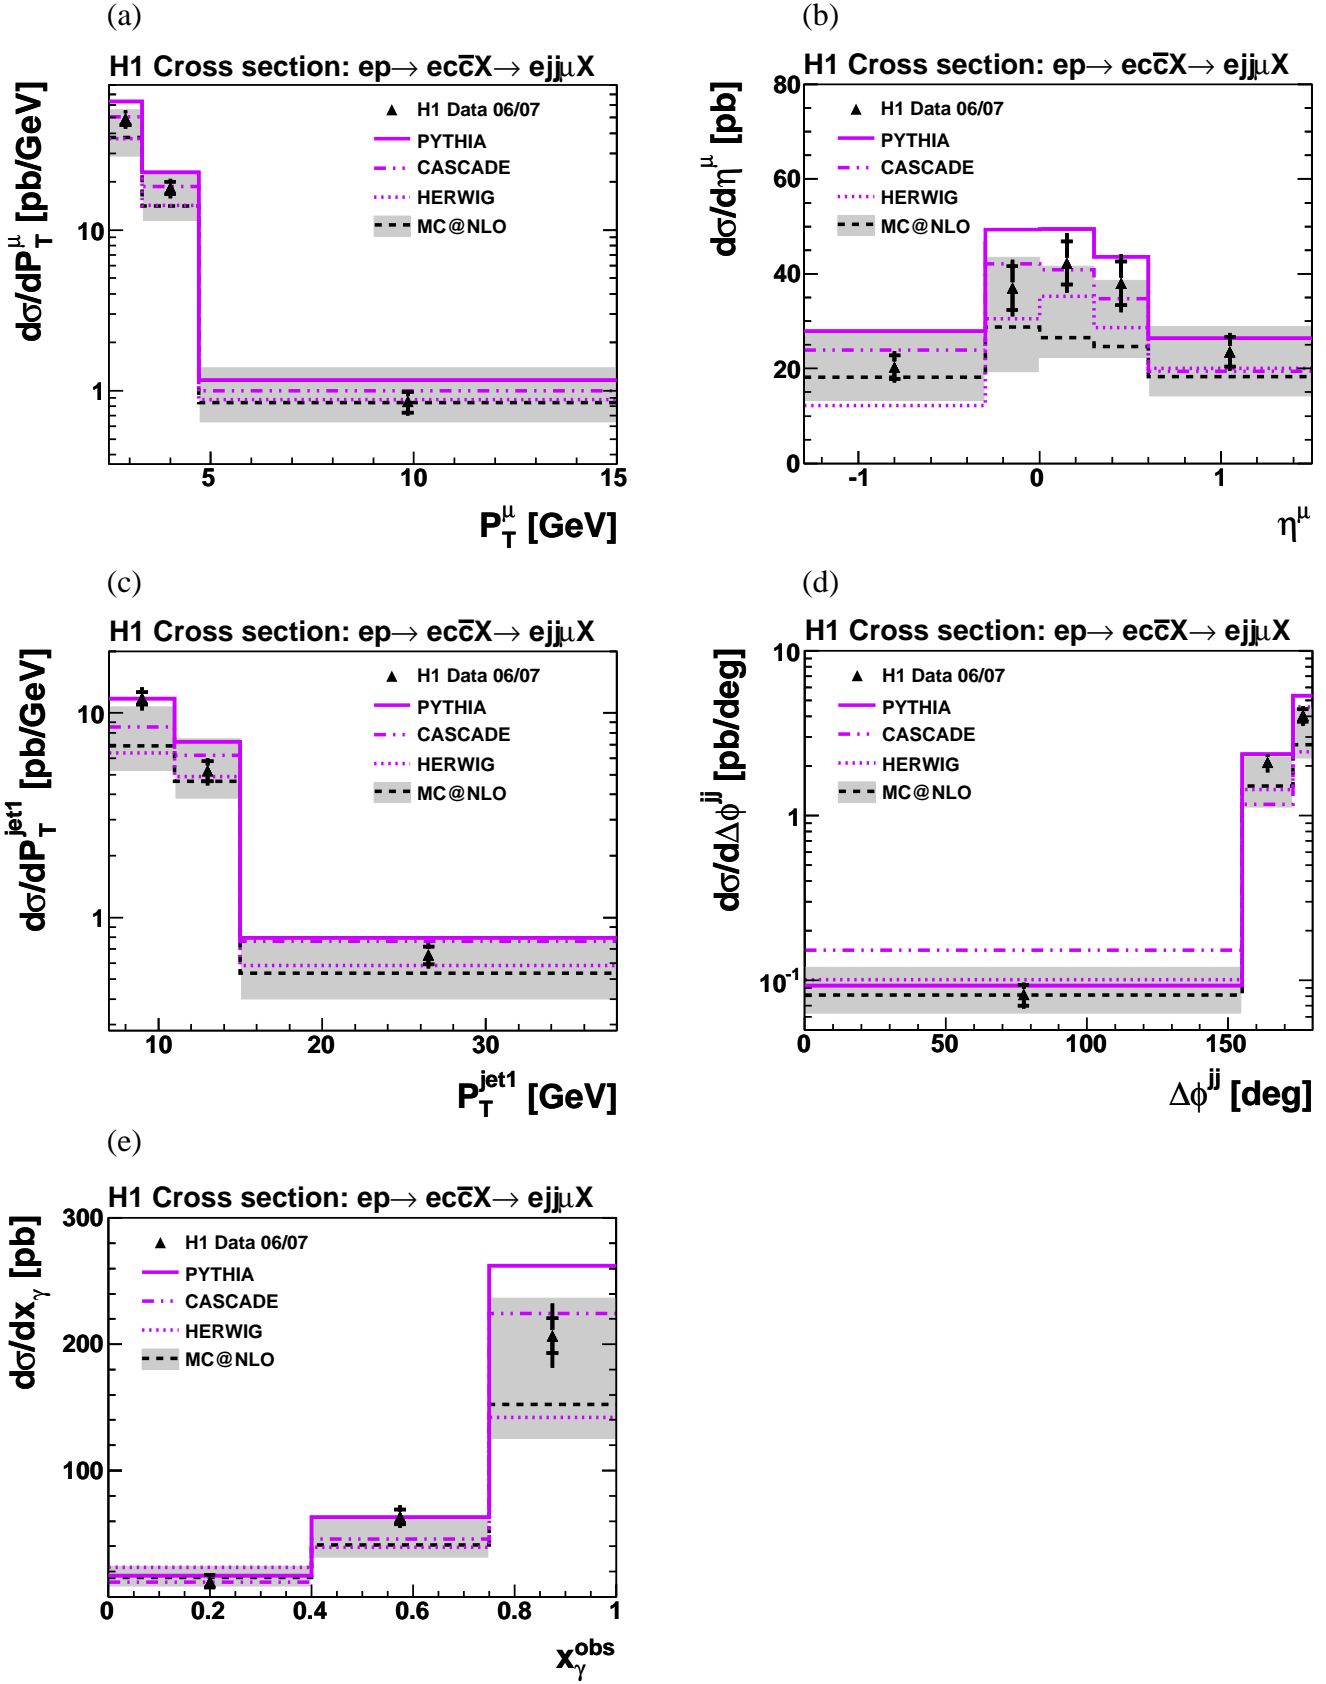 (a)
H1 Cross section: ep→ ecc̅X→ ejjμX
dσ/dP_T^μ [pb/GeV]
H1 Data 06/07
PYTHIA
CASCADE
HERWIG
MC@NLO
10
1
5 10 15
P_T^μ [GeV]
(b)
H1 Cross section: ep→ ecc̅X→ ejjμX
dσ/dη^μ [pb]
H1 Data 06/07
PYTHIA
CASCADE
HERWIG
MC@NLO
80
60
40
20
0
-1 0 1
η^μ
(c)
H1 Cross section: ep→ ecc̅X→ ejjμX
dσ/dP_T^jet1 [pb/GeV]
H1 Data 06/07
PYTHIA
CASCADE
HERWIG
MC@NLO
10
1
10 20 30
P_T^jet1 [GeV]
(d)
H1 Cross section: ep→ ecc̅X→ ejjμX
dσ/dΔφ^jj [pb/deg]
H1 Data 06/07
PYTHIA
CASCADE
HERWIG
MC@NLO
10
1
10^-1
0 50 100 150
Δφ^jj [deg]
(e)
H1 Cross section: ep→ ecc̅X→ ejjμX
dσ/dx_γ [pb]
H1 Data 06/07
PYTHIA
CASCADE
HERWIG
MC@NLO
300
200
100
0 0.2 0.4 0.6 0.8 1
x_γ^obs